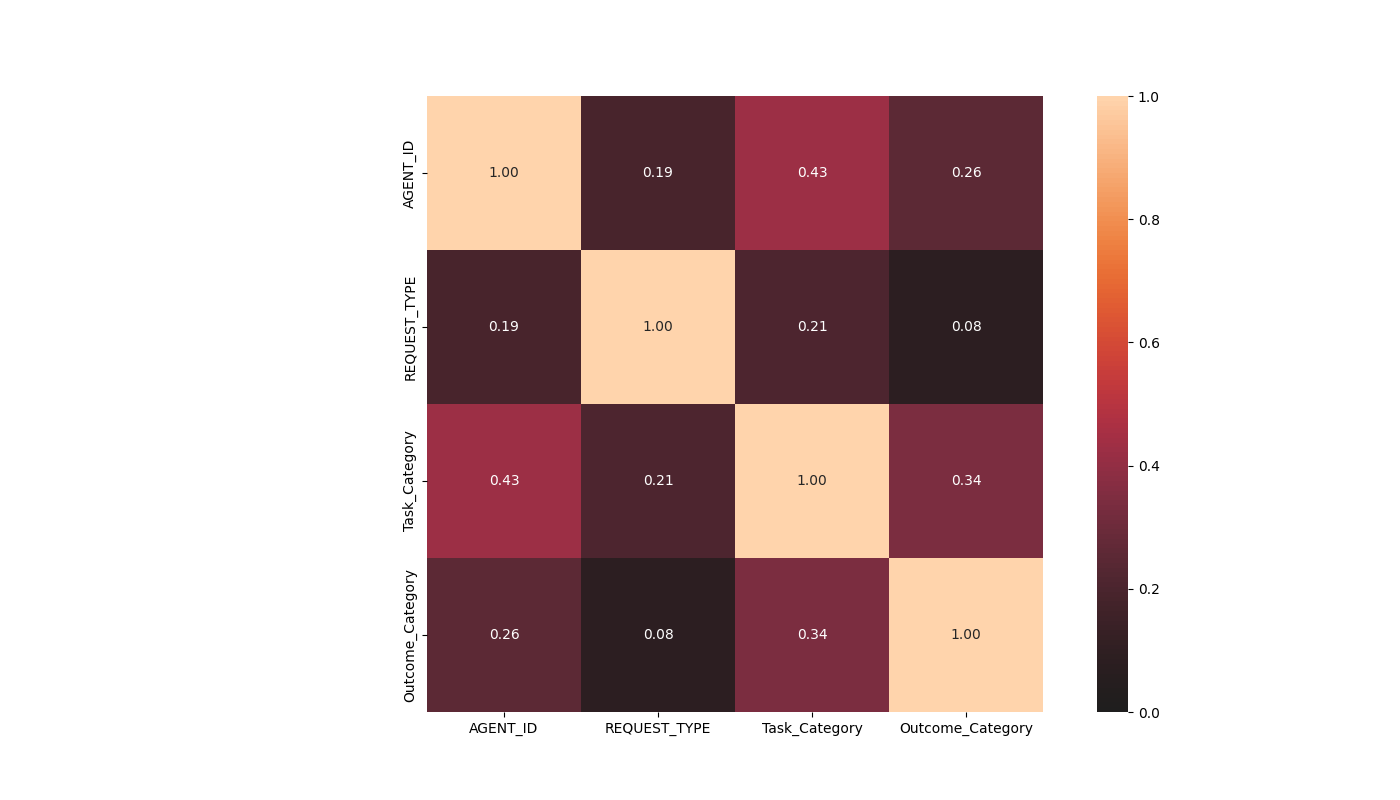 1.0
AGENT_ID
1.00
0.19
0.43
0.26
0.8
REQUEST_TYPE
0.19
1.00
0.21
0.08
0.6
Task_Category
0.43
0.21
1.00
0.34
0.4
0.2
Outcome_Category
0.26
0.08
0.34
1.00
0.0
AGENT_ID
REQUEST_TYPE
Task_Category
Outcome_Category